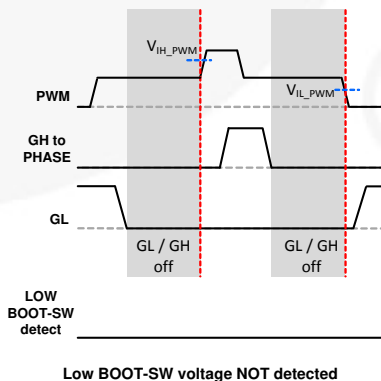 V_IH_PWM
V_IL_PWM
PWM
GH to
PHASE
GL
GL / GH
off
GL / GH
off
LOW
BOOT-SW
detect
Low BOOT-SW voltage NOT detected